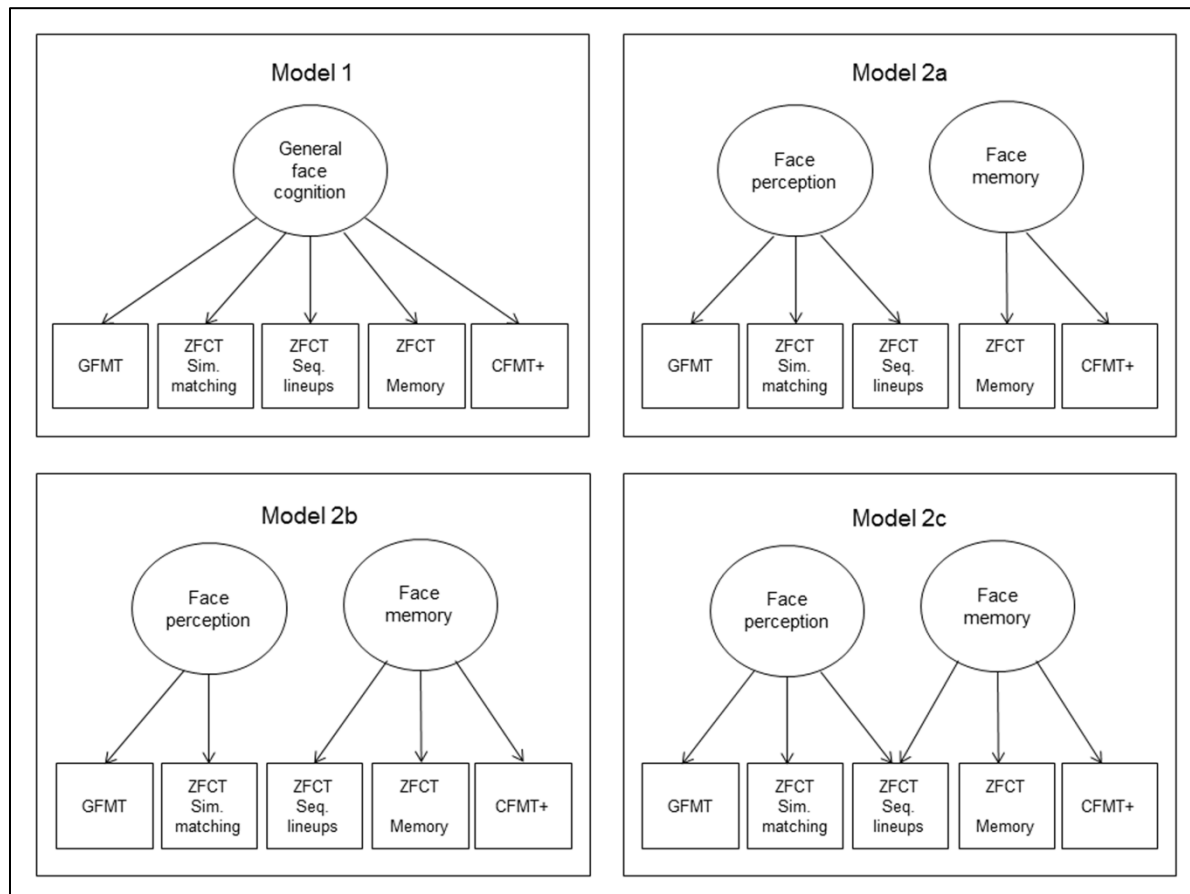 Model 1
General
face
cognition
GFMT
ZFCT
Sim.
matching
ZFCT
Seq.
lineups
ZFCT
Memory
CFMT+
Model 2a
Face
perception
Face
memory
GFMT
ZFCT
Sim.
matching
ZFCT
Seq.
lineups
ZFCT
Memory
CFMT+
Model 2b
Face
perception
Face
memory
GFMT
ZFCT
Sim.
matching
ZFCT
Seq.
lineups
ZFCT
Memory
CFMT+
Model 2c
Face
perception
Face
memory
GFMT
ZFCT
Sim.
matching
ZFCT
Seq.
lineups
ZFCT
Memory
CFMT+